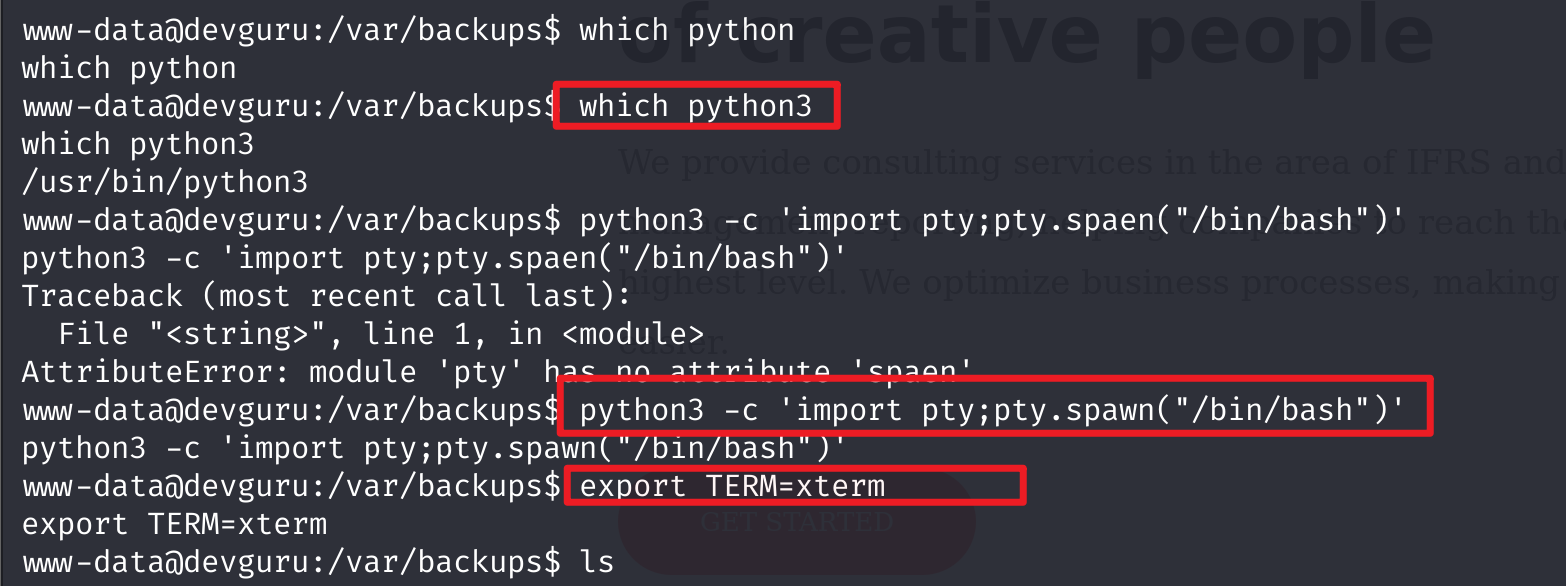 www-data@devguru:/var/backups$ which python
of creative people
which python
www-data@devguru:/var/backups$ which python3
which python3
We provide consulting services in the area of IFRS and
/usr/bin/python3
www-data@devguru:/var/backups$ python3 -c 'import pty;pty.spaen("/bin/bash")'
to reach the
python3 -c 'import pty;pty.spaen("/bin/bash")'
highest level. We optimize business processes, making
Traceback (most recent call last):
  File "<string>", line 1, in <module>
easier.
AttributeError: module 'pty' has no attribute 'spaen'
www-data@devguru:/var/backups$ python3 -c 'import pty;pty.spawn("/bin/bash")'
python3 -c 'import pty;pty.spawn("/bin/bash")'
www-data@devguru:/var/backups$ export TERM=xterm
export TERM=xterm
GET STARTED
www-data@devguru:/var/backups$ ls